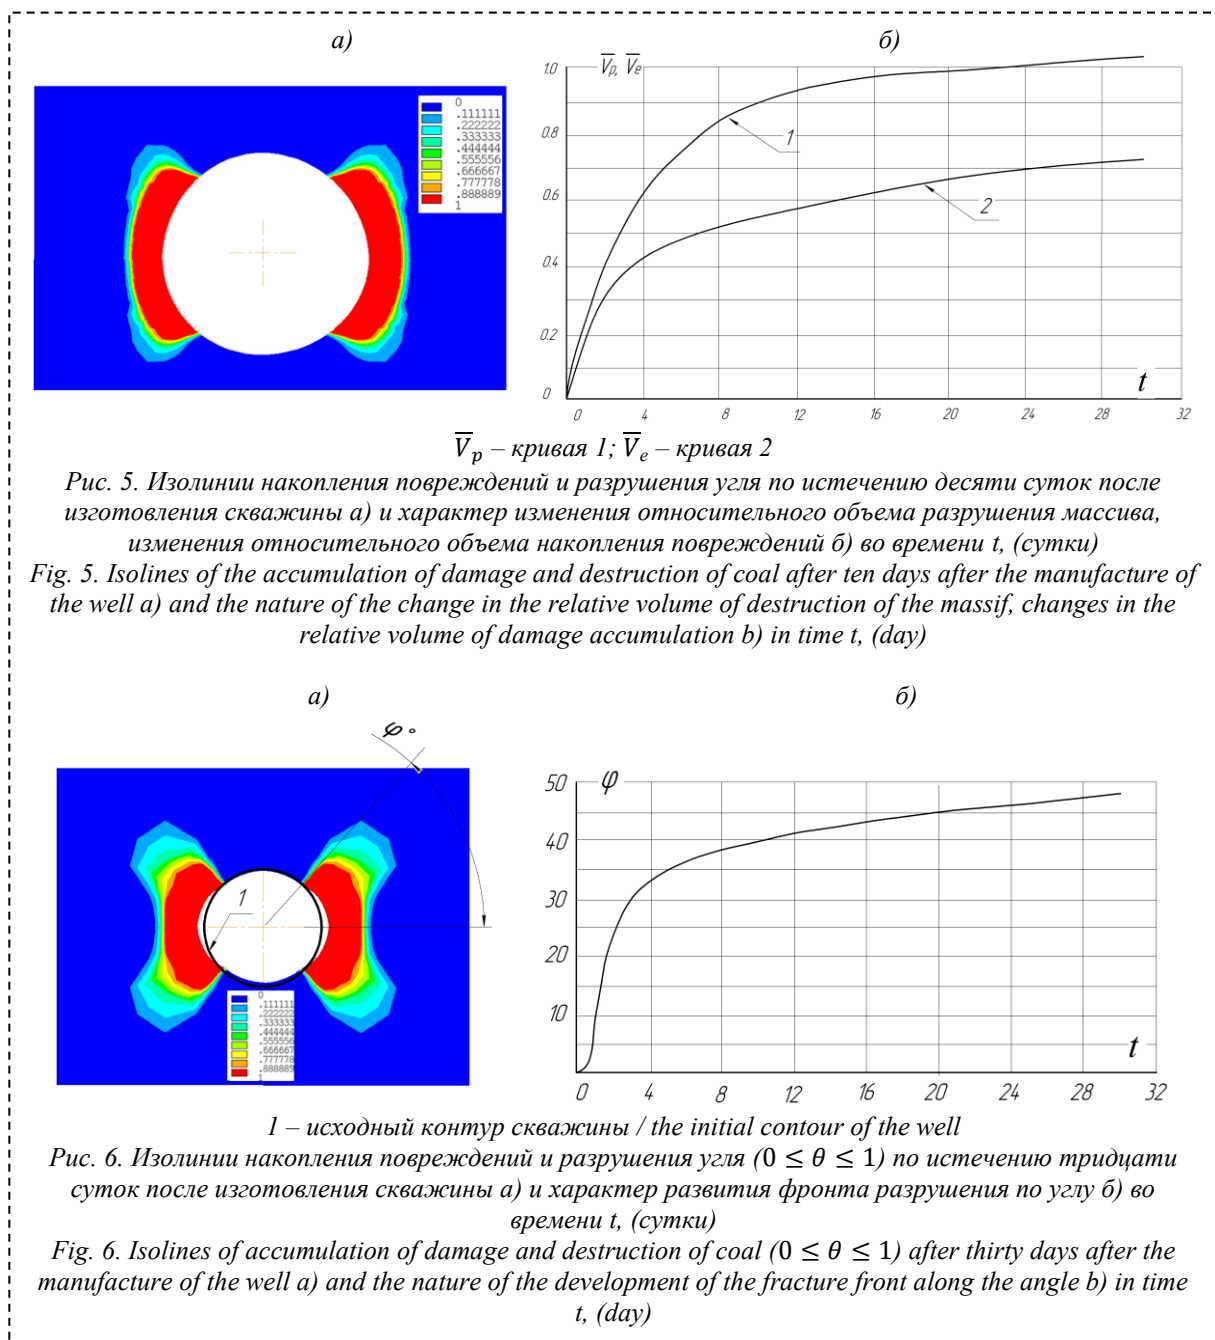 а)
б)
0
.111111
.222222
.333333
.444444
.555556
.666667
.777778
.888889
1
V̅p, V̅e
1.0
0.8
0.6
0.4
0.2
0
1
2
t
0 4 8 12 16 20 24 28 32
V̅p – кривая 1; V̅e – кривая 2
Рис. 5. Изолинии накопления повреждений и разрушения угля по истечению десяти суток после
изготовления скважины а) и характер изменения относительного объема разрушения массива,
изменения относительного объема накопления повреждений б) во времени t, (сутки)
Fig. 5. Isolines of the accumulation of damage and destruction of coal after ten days after the manufacture of
the well a) and the nature of the change in the relative volume of destruction of the massif, changes in the
relative volume of damage accumulation b) in time t, (day)
а)
б)
φ°
1
0
.111111
.222222
.333333
.444444
.555556
.666667
.777778
.888889
1
50 φ
40
30
20
10
t
0 4 8 12 16 20 24 28 32
1 – исходный контур скважины / the initial contour of the well
Рис. 6. Изолинии накопления повреждений и разрушения угля (0 ≤ θ ≤ 1) по истечению тридцати
суток после изготовления скважины а) и характер развития фронта разрушения по углу б) во
времени t, (сутки)
Fig. 6. Isolines of accumulation of damage and destruction of coal (0 ≤ θ ≤ 1) after thirty days after the
manufacture of the well a) and the nature of the development of the fracture front along the angle b) in time
t, (day)